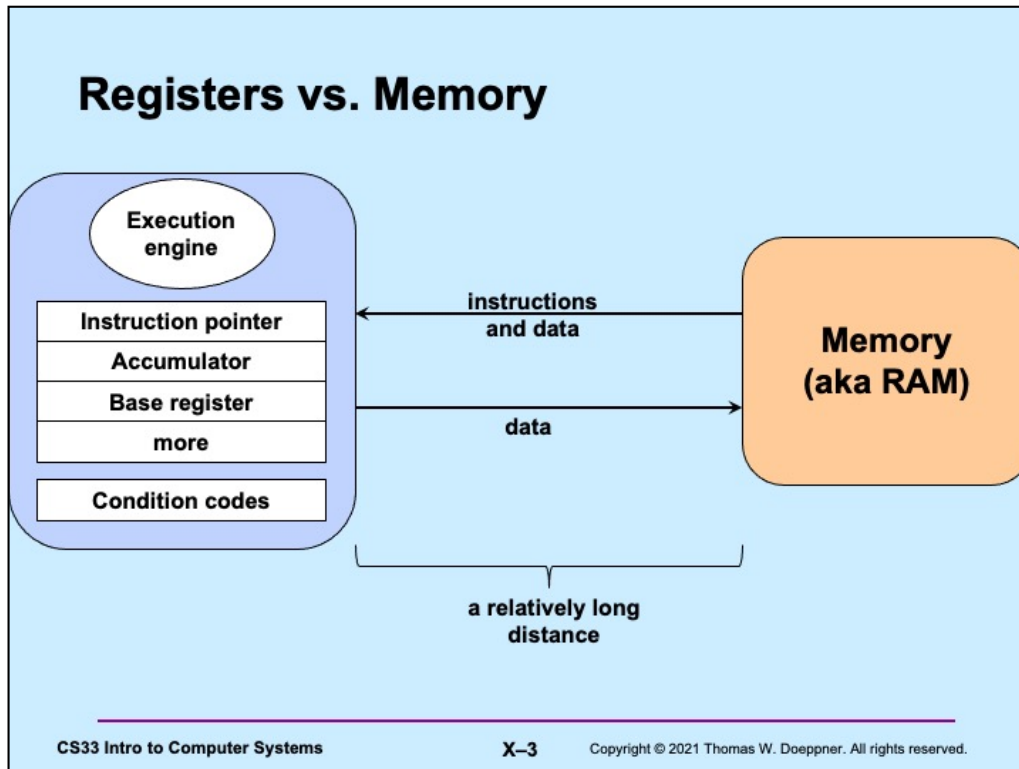 Registers vs. Memory
Execution
engine
Instruction pointer
Accumulator
Base register
more
Condition codes
instructions
and data
data
Memory
(aka RAM)
a relatively long
distance
CS33 Intro to Computer Systems
X–3
Copyright © 2021 Thomas W. Doeppner. All rights reserved.